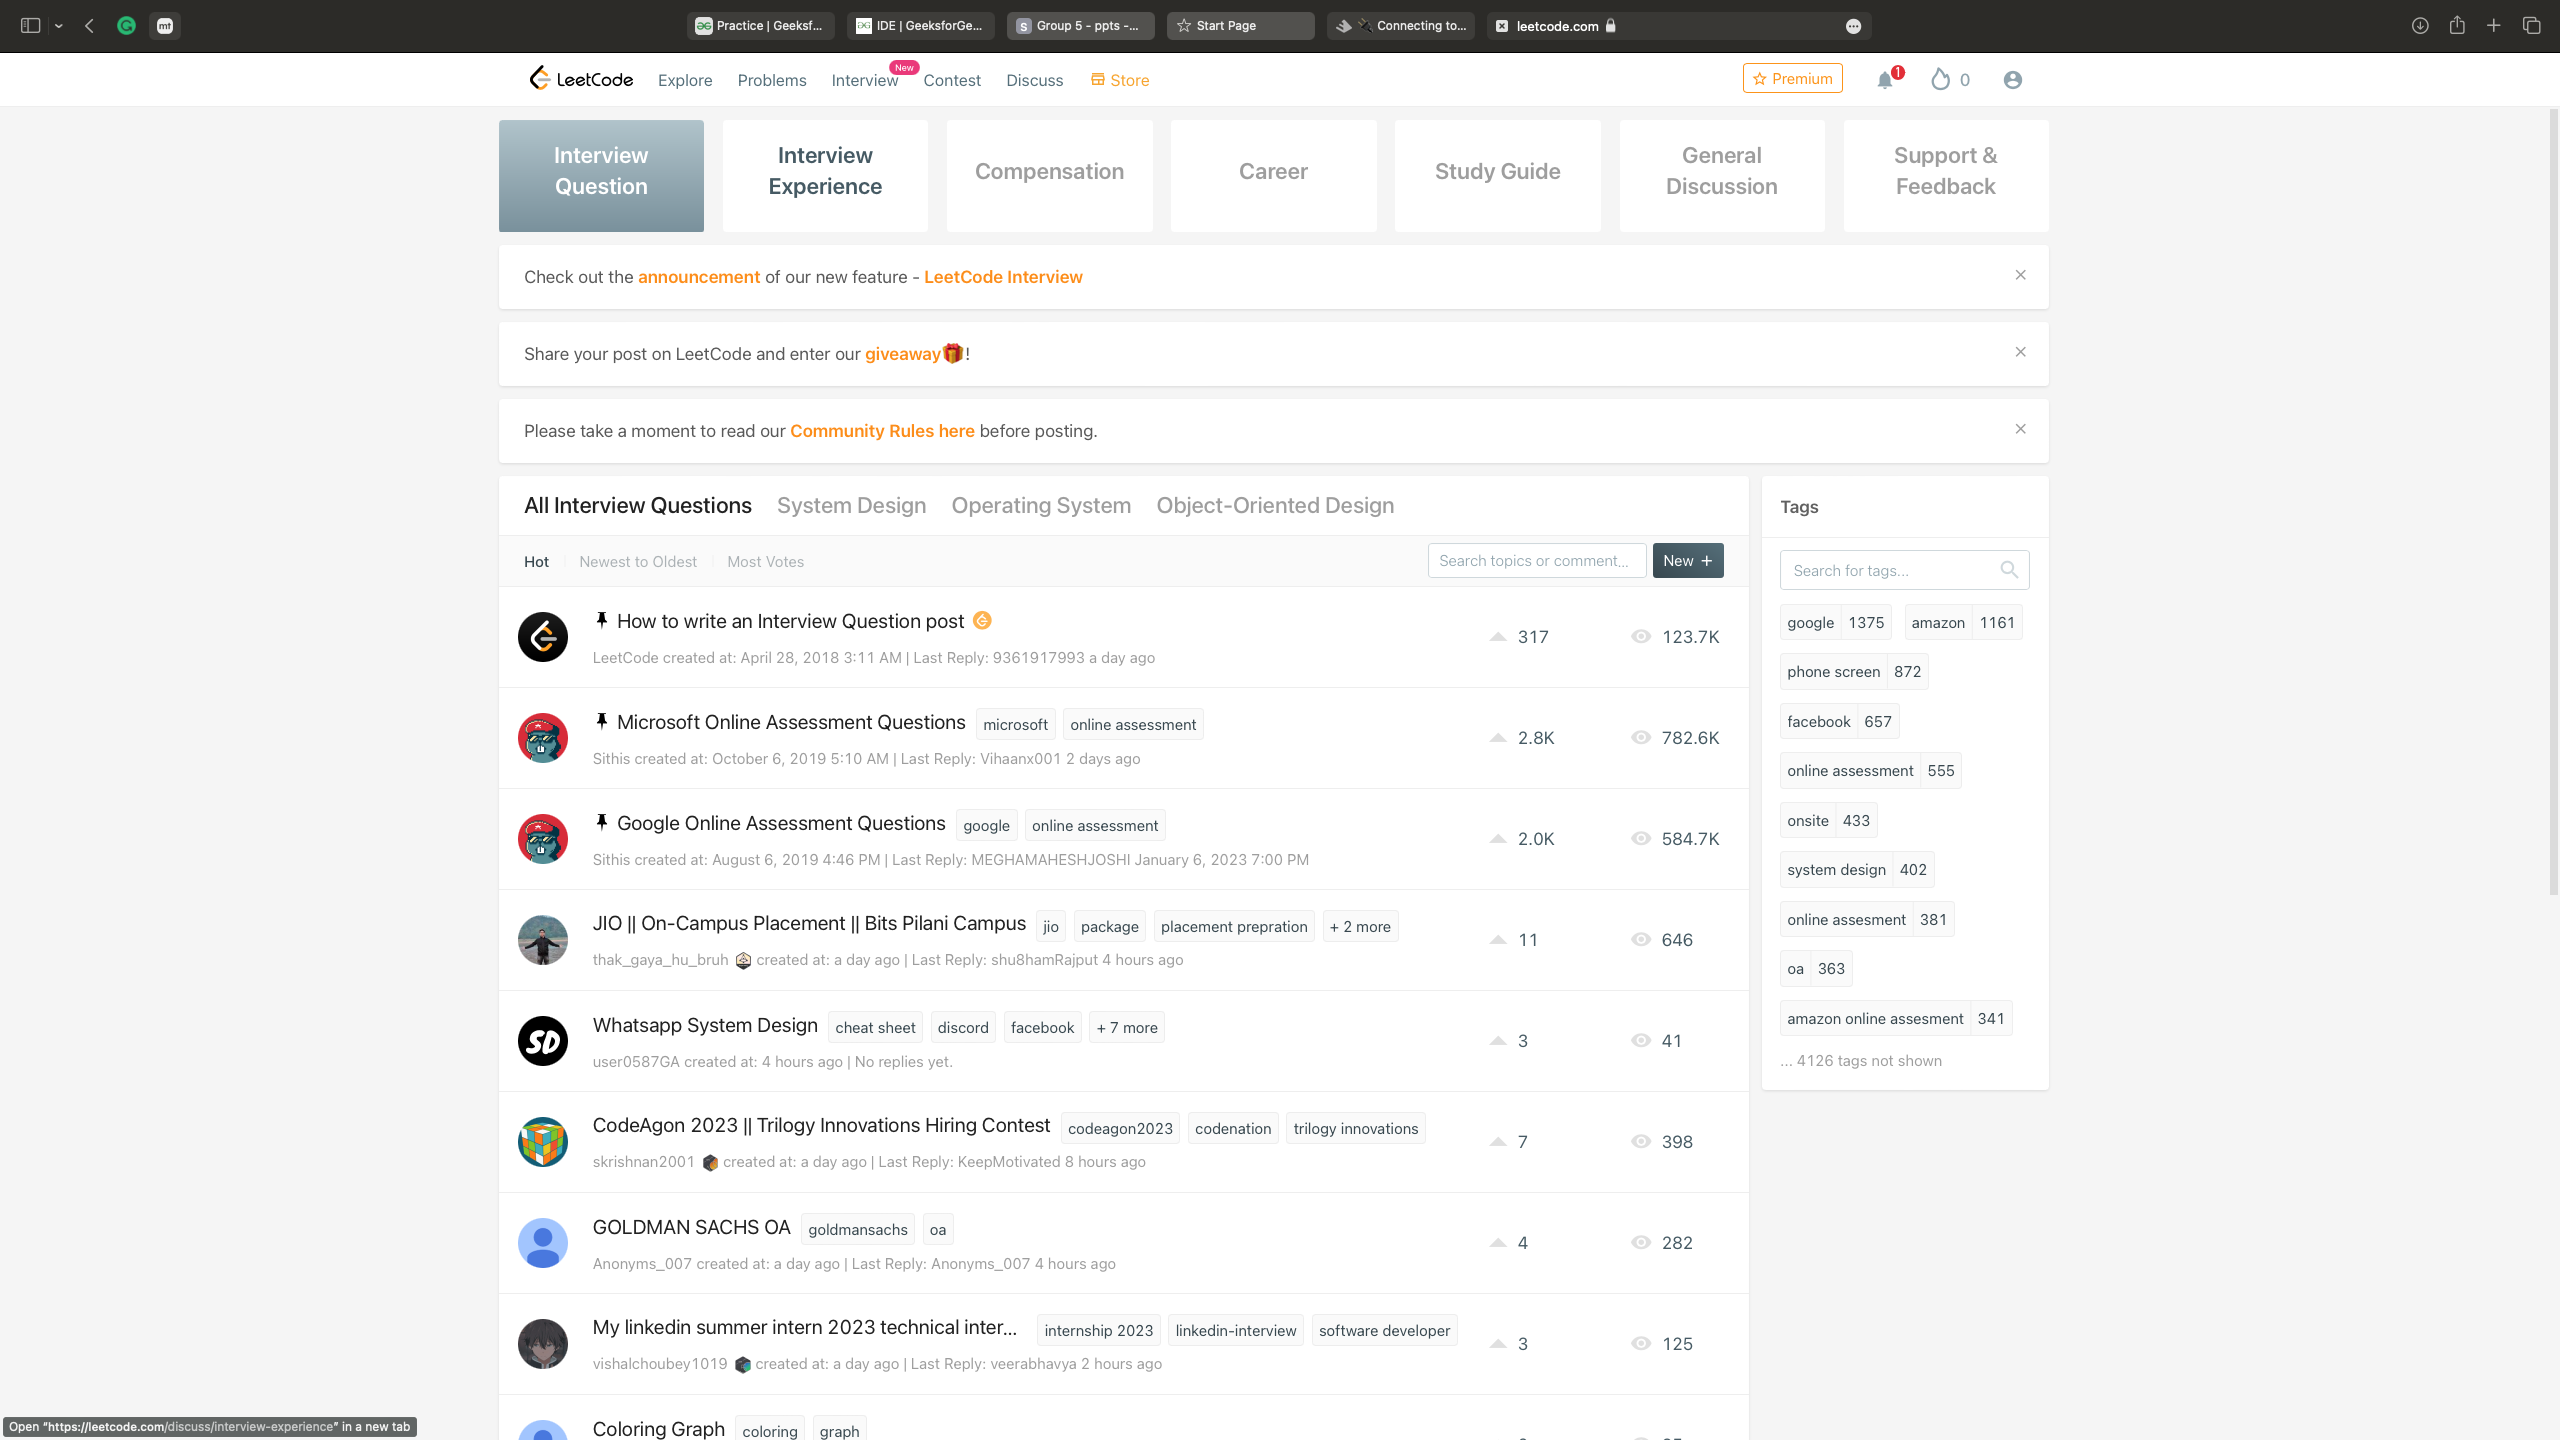 mt
Practice | Geeksf...
IDE | GeeksforGe...
S Group 5 - ppts -...
Start Page
Connecting to...
leetcode.com
LeetCode Explore Problems Interview New Contest Discuss Store Premium 1 0
Interview Question
Interview Experience
Compensation
Career
Study Guide
General Discussion
Support & Feedback
Check out the announcement of our new feature - LeetCode Interview
Share your post on LeetCode and enter our giveaway🎁!
Please take a moment to read our Community Rules here before posting.
All Interview Questions System Design Operating System Object-Oriented Design
Hot Newest to Oldest Most Votes Search topics or comment... New +
How to write an Interview Question post 317 123.7K
LeetCode created at: April 28, 2018 3:11 AM | Last Reply: 9361917993 a day ago
Microsoft Online Assessment Questions microsoft online assessment 2.8K 782.6K
Sithis created at: October 6, 2019 5:10 AM | Last Reply: Vihaanx001 2 days ago
Google Online Assessment Questions google online assessment 2.0K 584.7K
Sithis created at: August 6, 2019 4:46 PM | Last Reply: MEGHAMAHESHJOSHI January 6, 2023 7:00 PM
JIO || On-Campus Placement || Bits Pilani Campus jio package placement prepration + 2 more 11 646
thak_gaya_hu_bruh created at: a day ago | Last Reply: shu8hamRajput 4 hours ago
SD
Whatsapp System Design cheat sheet discord facebook + 7 more 3 41
user0587GA created at: 4 hours ago | No replies yet.
CodeAgon 2023 || Trilogy Innovations Hiring Contest codeagon2023 codenation trilogy innovations 7 398
skrishnan2001 created at: a day ago | Last Reply: KeepMotivated 8 hours ago
GOLDMAN SACHS OA goldmansachs oa 4 282
Anonyms_007 created at: a day ago | Last Reply: Anonyms_007 4 hours ago
My linkedin summer intern 2023 technical inter... internship 2023 linkedin-interview software developer 3 125
vishalchoubey1019 created at: a day ago | Last Reply: veerabhavya 2 hours ago
Coloring Graph coloring graph
Tags
Search for tags...
google 1375 amazon 1161
phone screen 872
facebook 657
online assessment 555
onsite 433
system design 402
online assesment 381
oa 363
amazon online assesment 341
... 4126 tags not shown
Open “https://leetcode.com/discuss/interview-experience” in a new tab